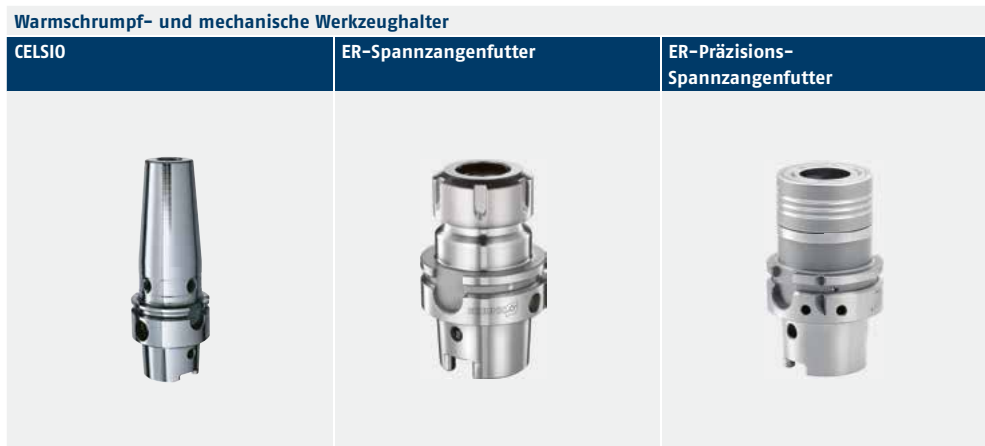 Warmschrumpf- und mechanische Werkzeughalter
CELSIO
ER-Spannzangenfutter
ER-Präzisions-
Spannzangenfutter